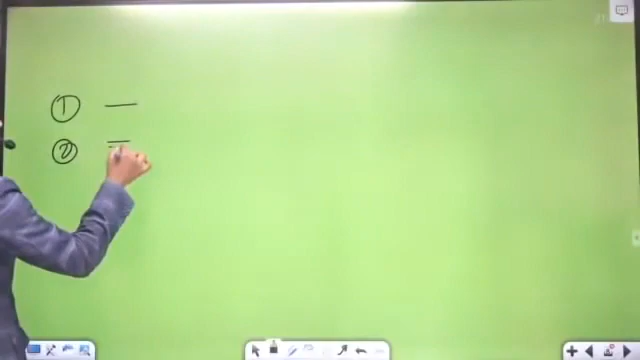 ① —
② =